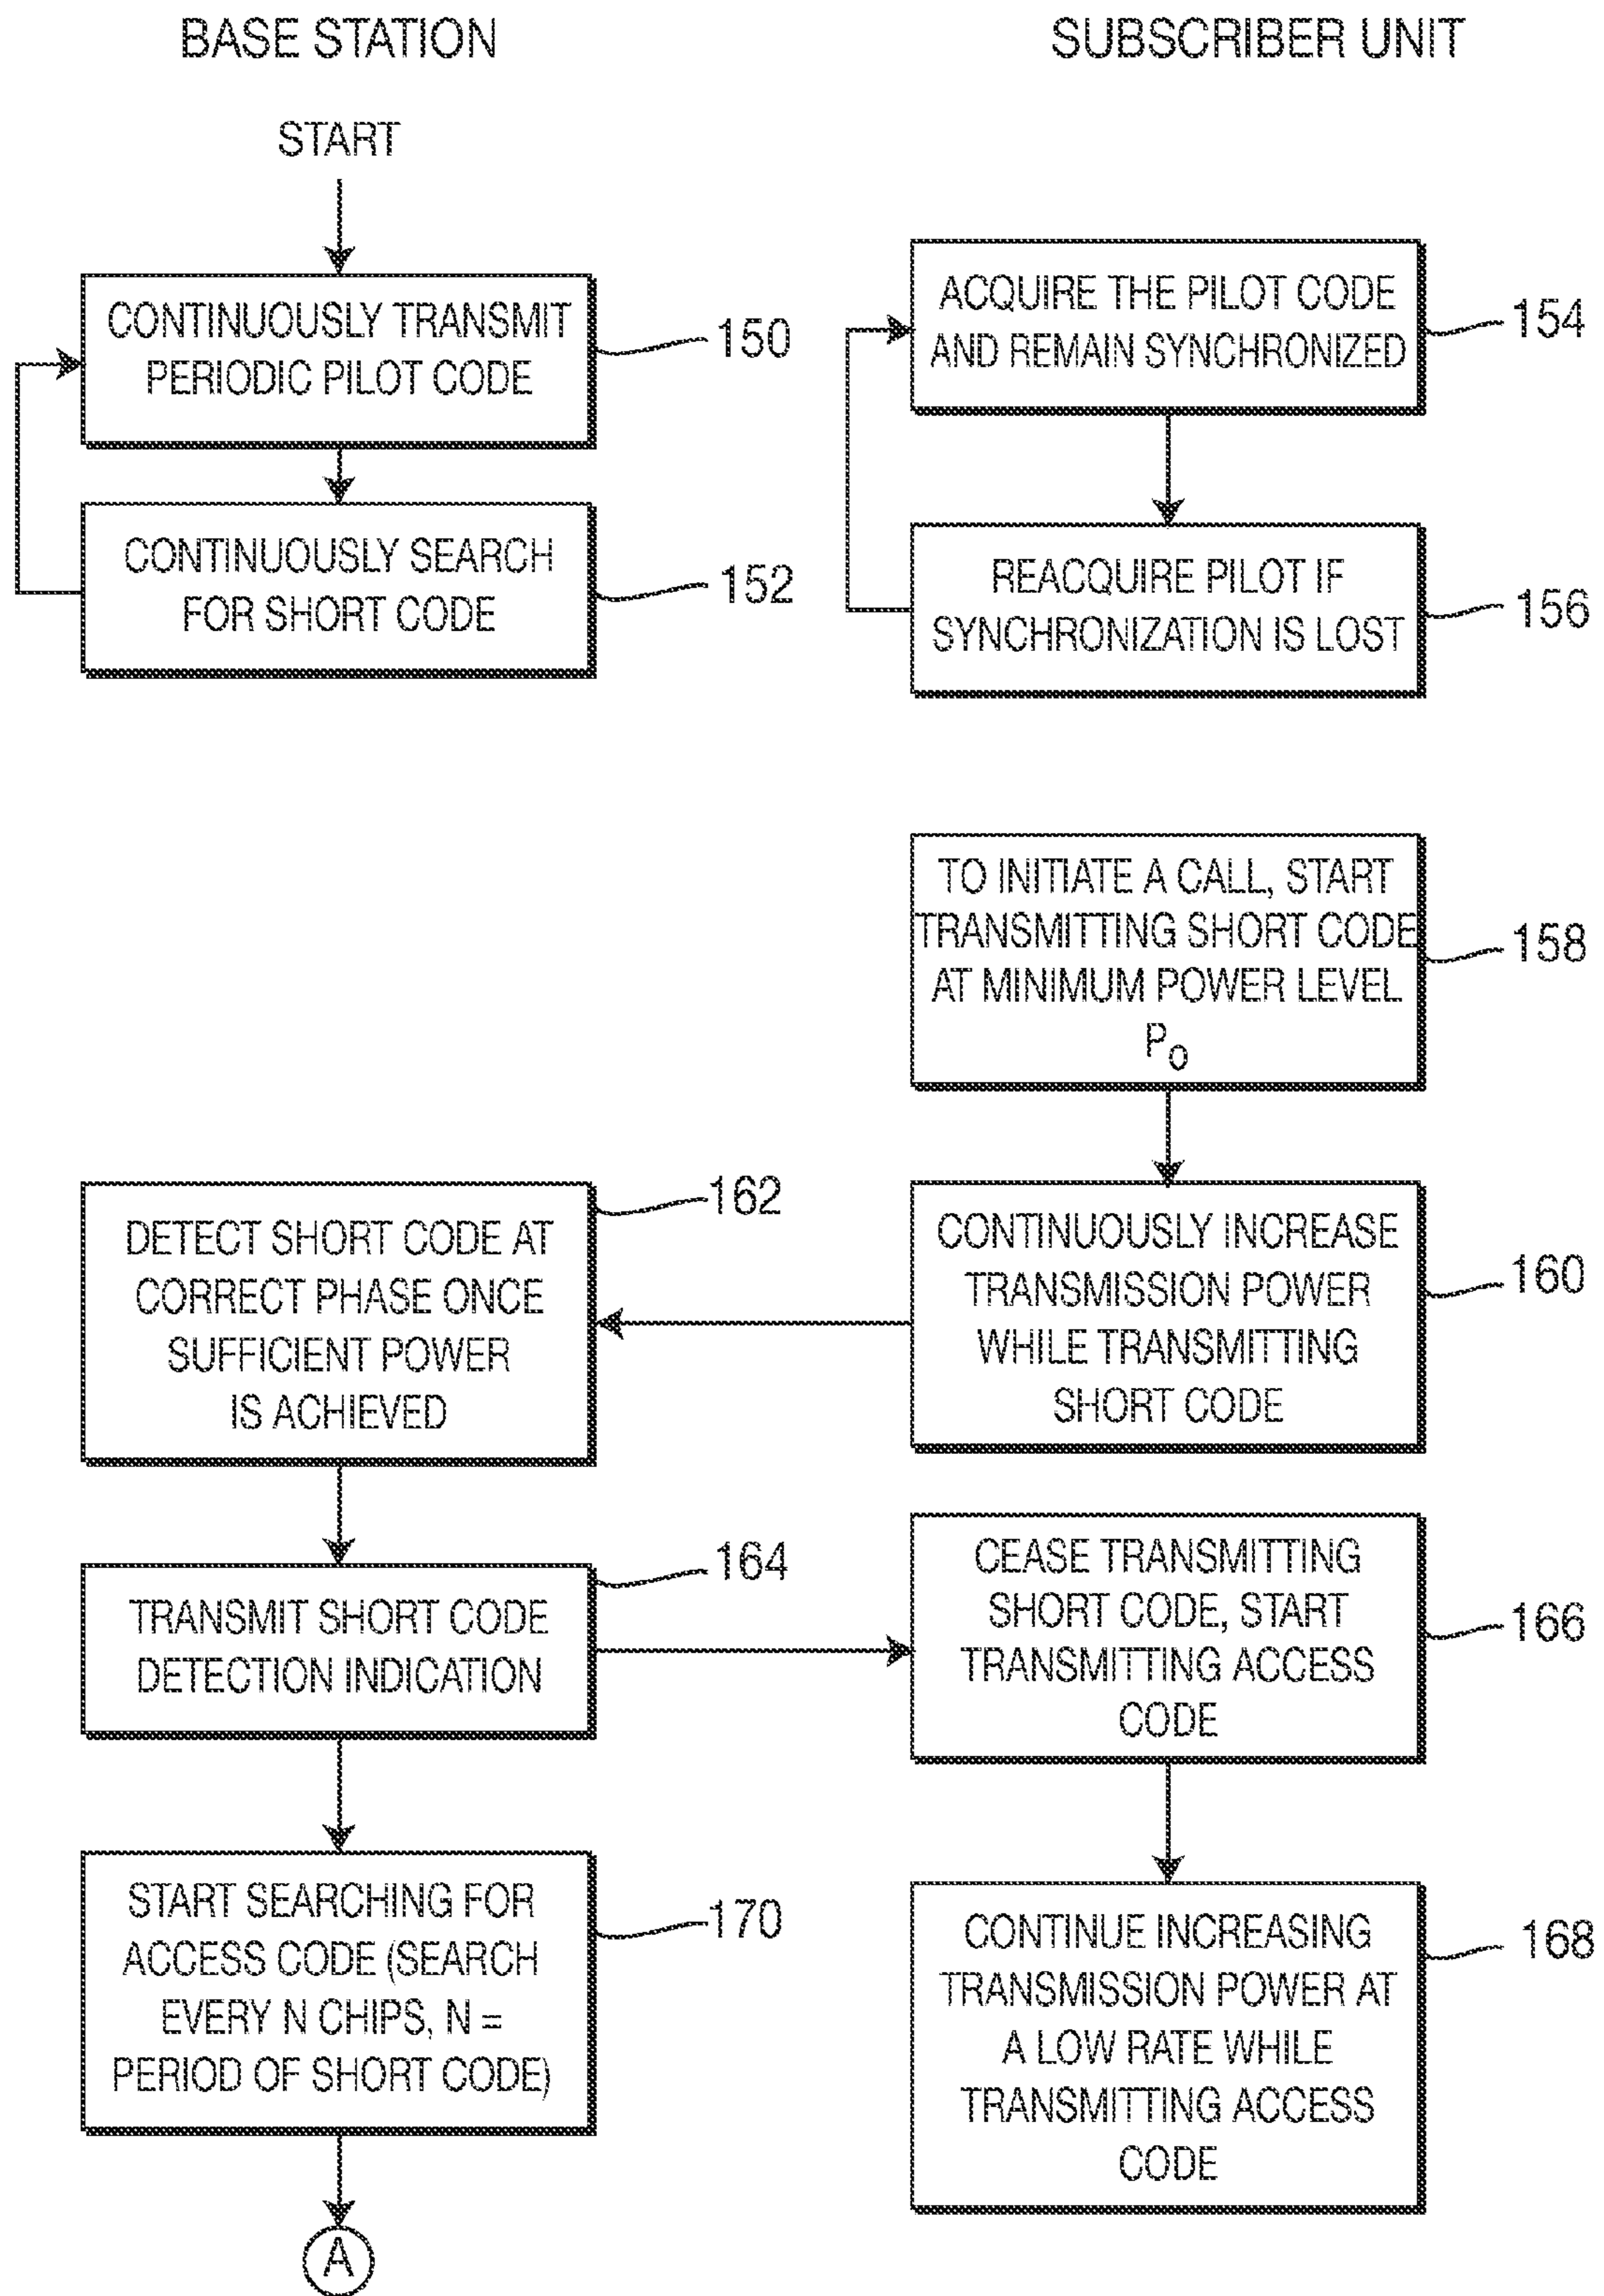 BASE STATION
SUBSCRIBER UNIT
START
CONTINUOUSLY TRANSMIT
PERIODIC PILOT CODE
150
ACQUIRE THE PILOT CODE
AND REMAIN SYNCHRONIZED
154
CONTINUOUSLY SEARCH
FOR SHORT CODE
152
REACQUIRE PILOT IF
SYNCHRONIZATION IS LOST
156
TO INITIATE A CALL, START
TRANSMITTING SHORT CODE
AT MINIMUM POWER LEVEL
P0
158
162
DETECT SHORT CODE AT
CORRECT PHASE ONCE
SUFFICIENT POWER
IS ACHIEVED
CONTINUOUSLY INCREASE
TRANSMISSION POWER
WHILE TRANSMITTING
SHORT CODE
160
164
TRANSMIT SHORT CODE
DETECTION INDICATION
CEASE TRANSMITTING
SHORT CODE, START
TRANSMITTING ACCESS
CODE
166
START SEARCHING FOR
ACCESS CODE (SEARCH
EVERY N CHIPS, N =
PERIOD OF SHORT CODE)
170
CONTINUE INCREASING
TRANSMISSION POWER AT
A LOW RATE WHILE
TRANSMITTING ACCESS
CODE
168
A